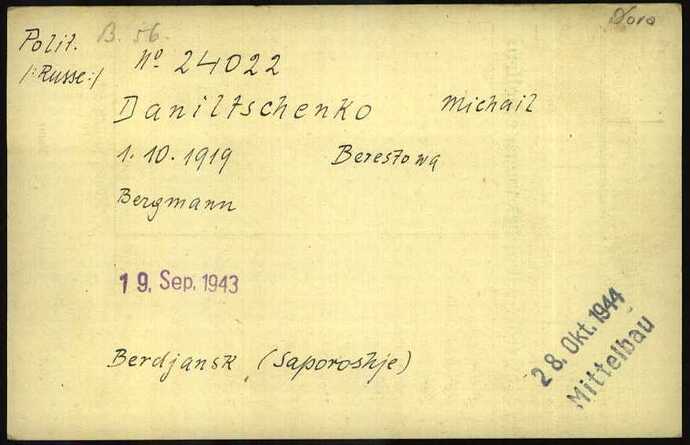 Polit. B. 56. Dora
/:Russe:/ No. 24022
Daniltschenko Michail
1.10.1919 Berestowa
Bergmann
19. Sep. 1943
28. Okt. 1944
Mittelbau
Berdjansk (Saporoshje)